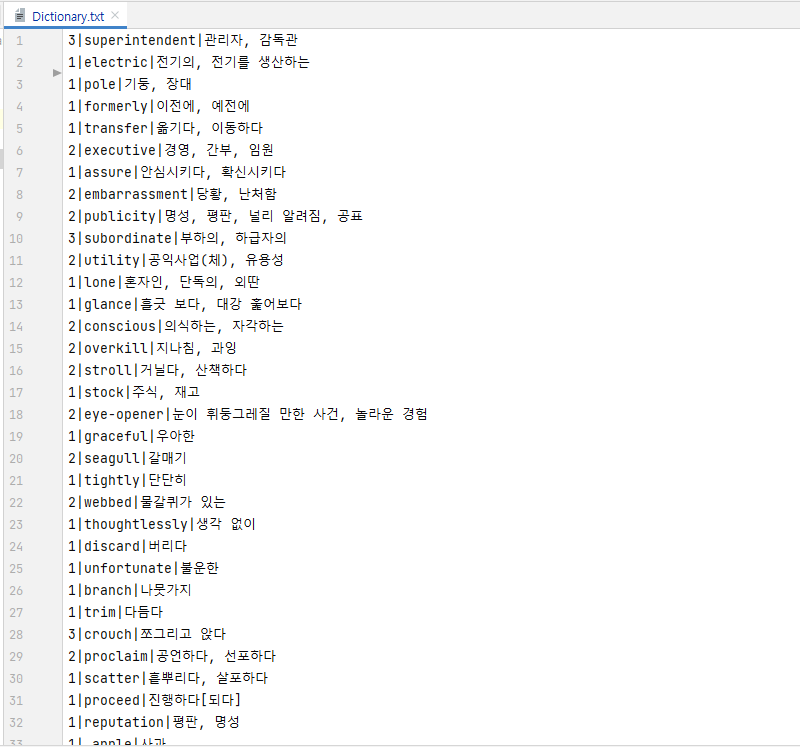 Dictionary.txt
1 3|superintendent|관리자, 감독관
2 1|electric|전기의, 전기를 생산하는
3 1|pole|기둥, 장대
4 1|formerly|이전에, 예전에
5 1|transfer|옮기다, 이동하다
6 2|executive|경영, 간부, 임원
7 1|assure|안심시키다, 확신시키다
8 2|embarrassment|당황, 난처함
9 2|publicity|명성, 평판, 널리 알려짐, 공표
10 3|subordinate|부하의, 하급자의
11 2|utility|공익사업(체), 유용성
12 1|lone|혼자인, 단독의, 외딴
13 1|glance|흘긋 보다, 대강 훑어보다
14 2|conscious|의식하는, 자각하는
15 2|overkill|지나침, 과잉
16 2|stroll|거닐다, 산책하다
17 1|stock|주식, 재고
18 2|eye-opener|눈이 휘둥그레질 만한 사건, 놀라운 경험
19 1|graceful|우아한
20 2|seagull|갈매기
21 1|tightly|단단히
22 2|webbed|물갈퀴가 있는
23 1|thoughtlessly|생각 없이
24 1|discard|버리다
25 1|unfortunate|불운한
26 1|branch|나뭇가지
27 1|trim|다듬다
28 3|crouch|쪼그리고 앉다
29 2|proclaim|공언하다, 선포하다
30 1|scatter|흩뿌리다, 살포하다
31 1|proceed|진행하다[되다]
32 1|reputation|평판, 명성
33 1| apple|사과